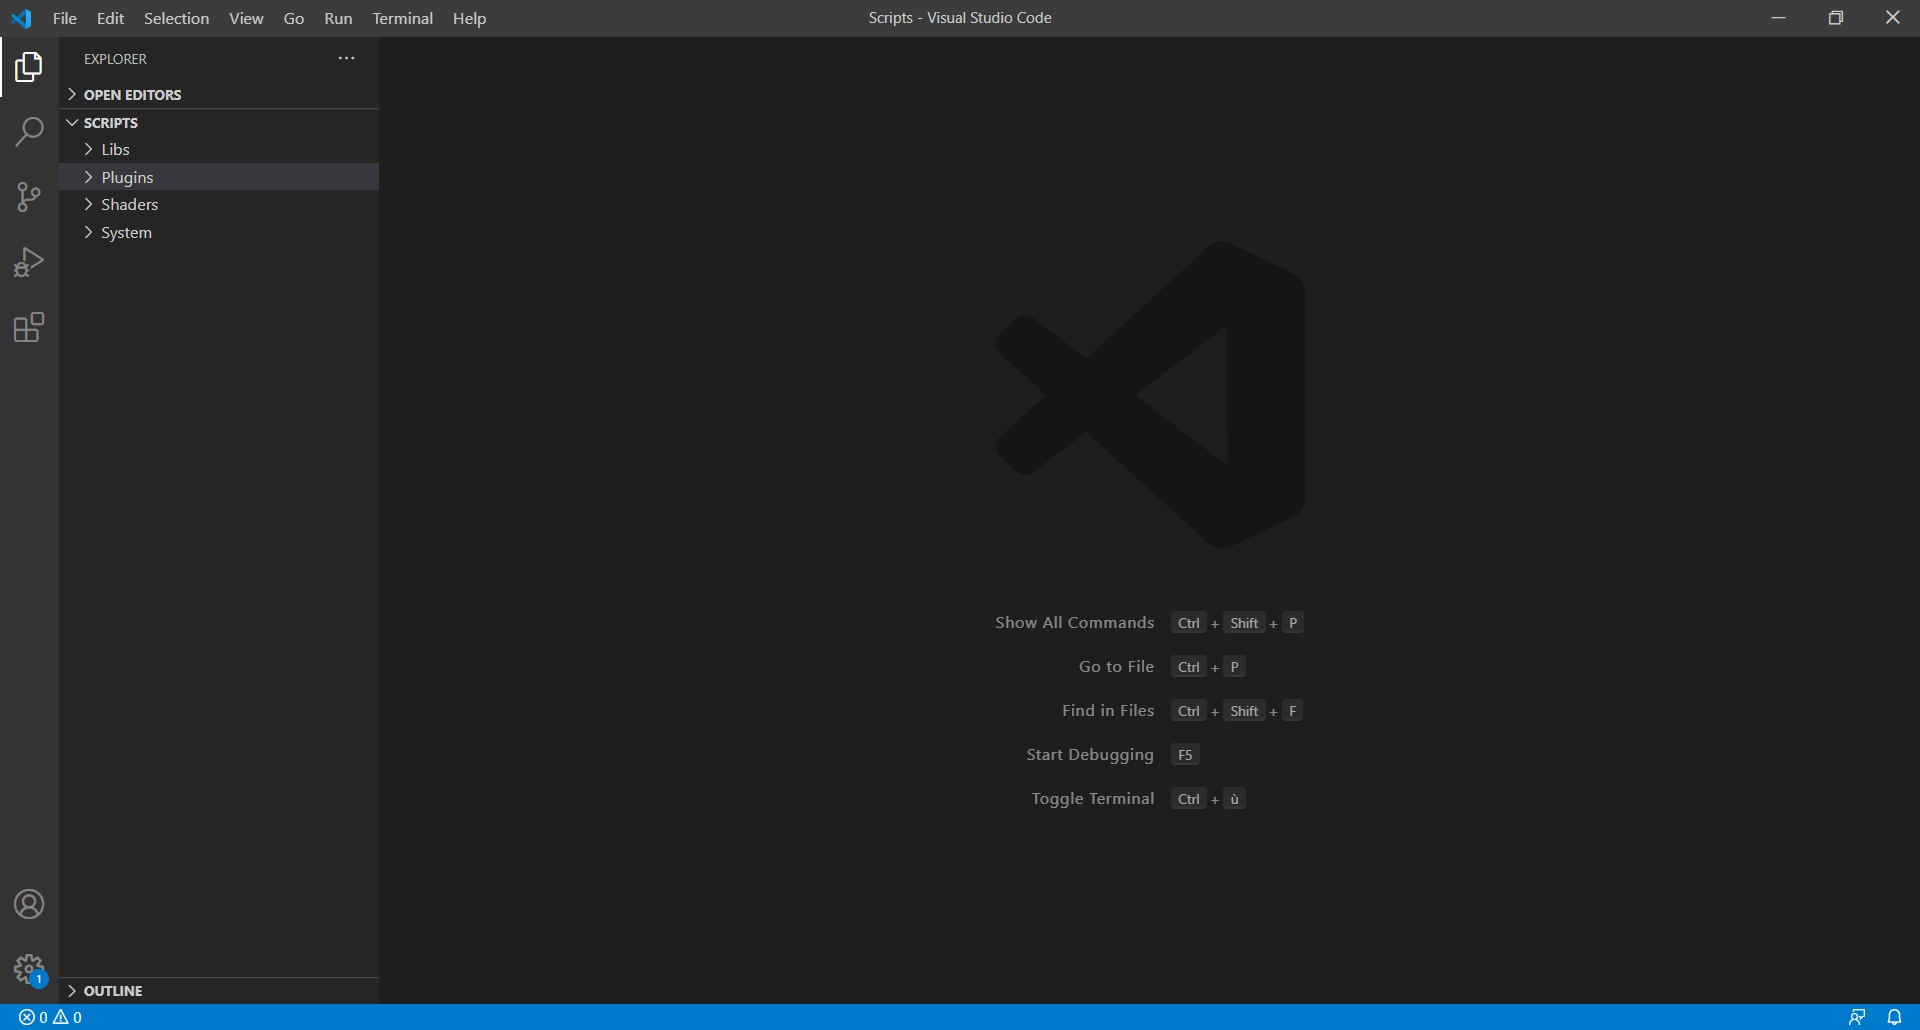 File Edit Selection View Go Run Terminal Help
Scripts - Visual Studio Code
EXPLORER
OPEN EDITORS
SCRIPTS
Libs
Plugins
Shaders
System
Show All Commands Ctrl + Shift + P
Go to File Ctrl + P
Find in Files Ctrl + Shift + F
Start Debugging F5
Toggle Terminal Ctrl + ù
1
OUTLINE
0 0